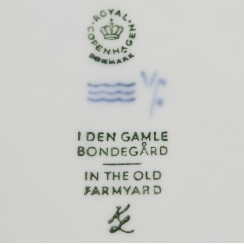 ROYAL
COPENHAGEN
DENMARK
I DEN GAMLE
BONDEGÅRD
IN THE OLD
FARMYARD